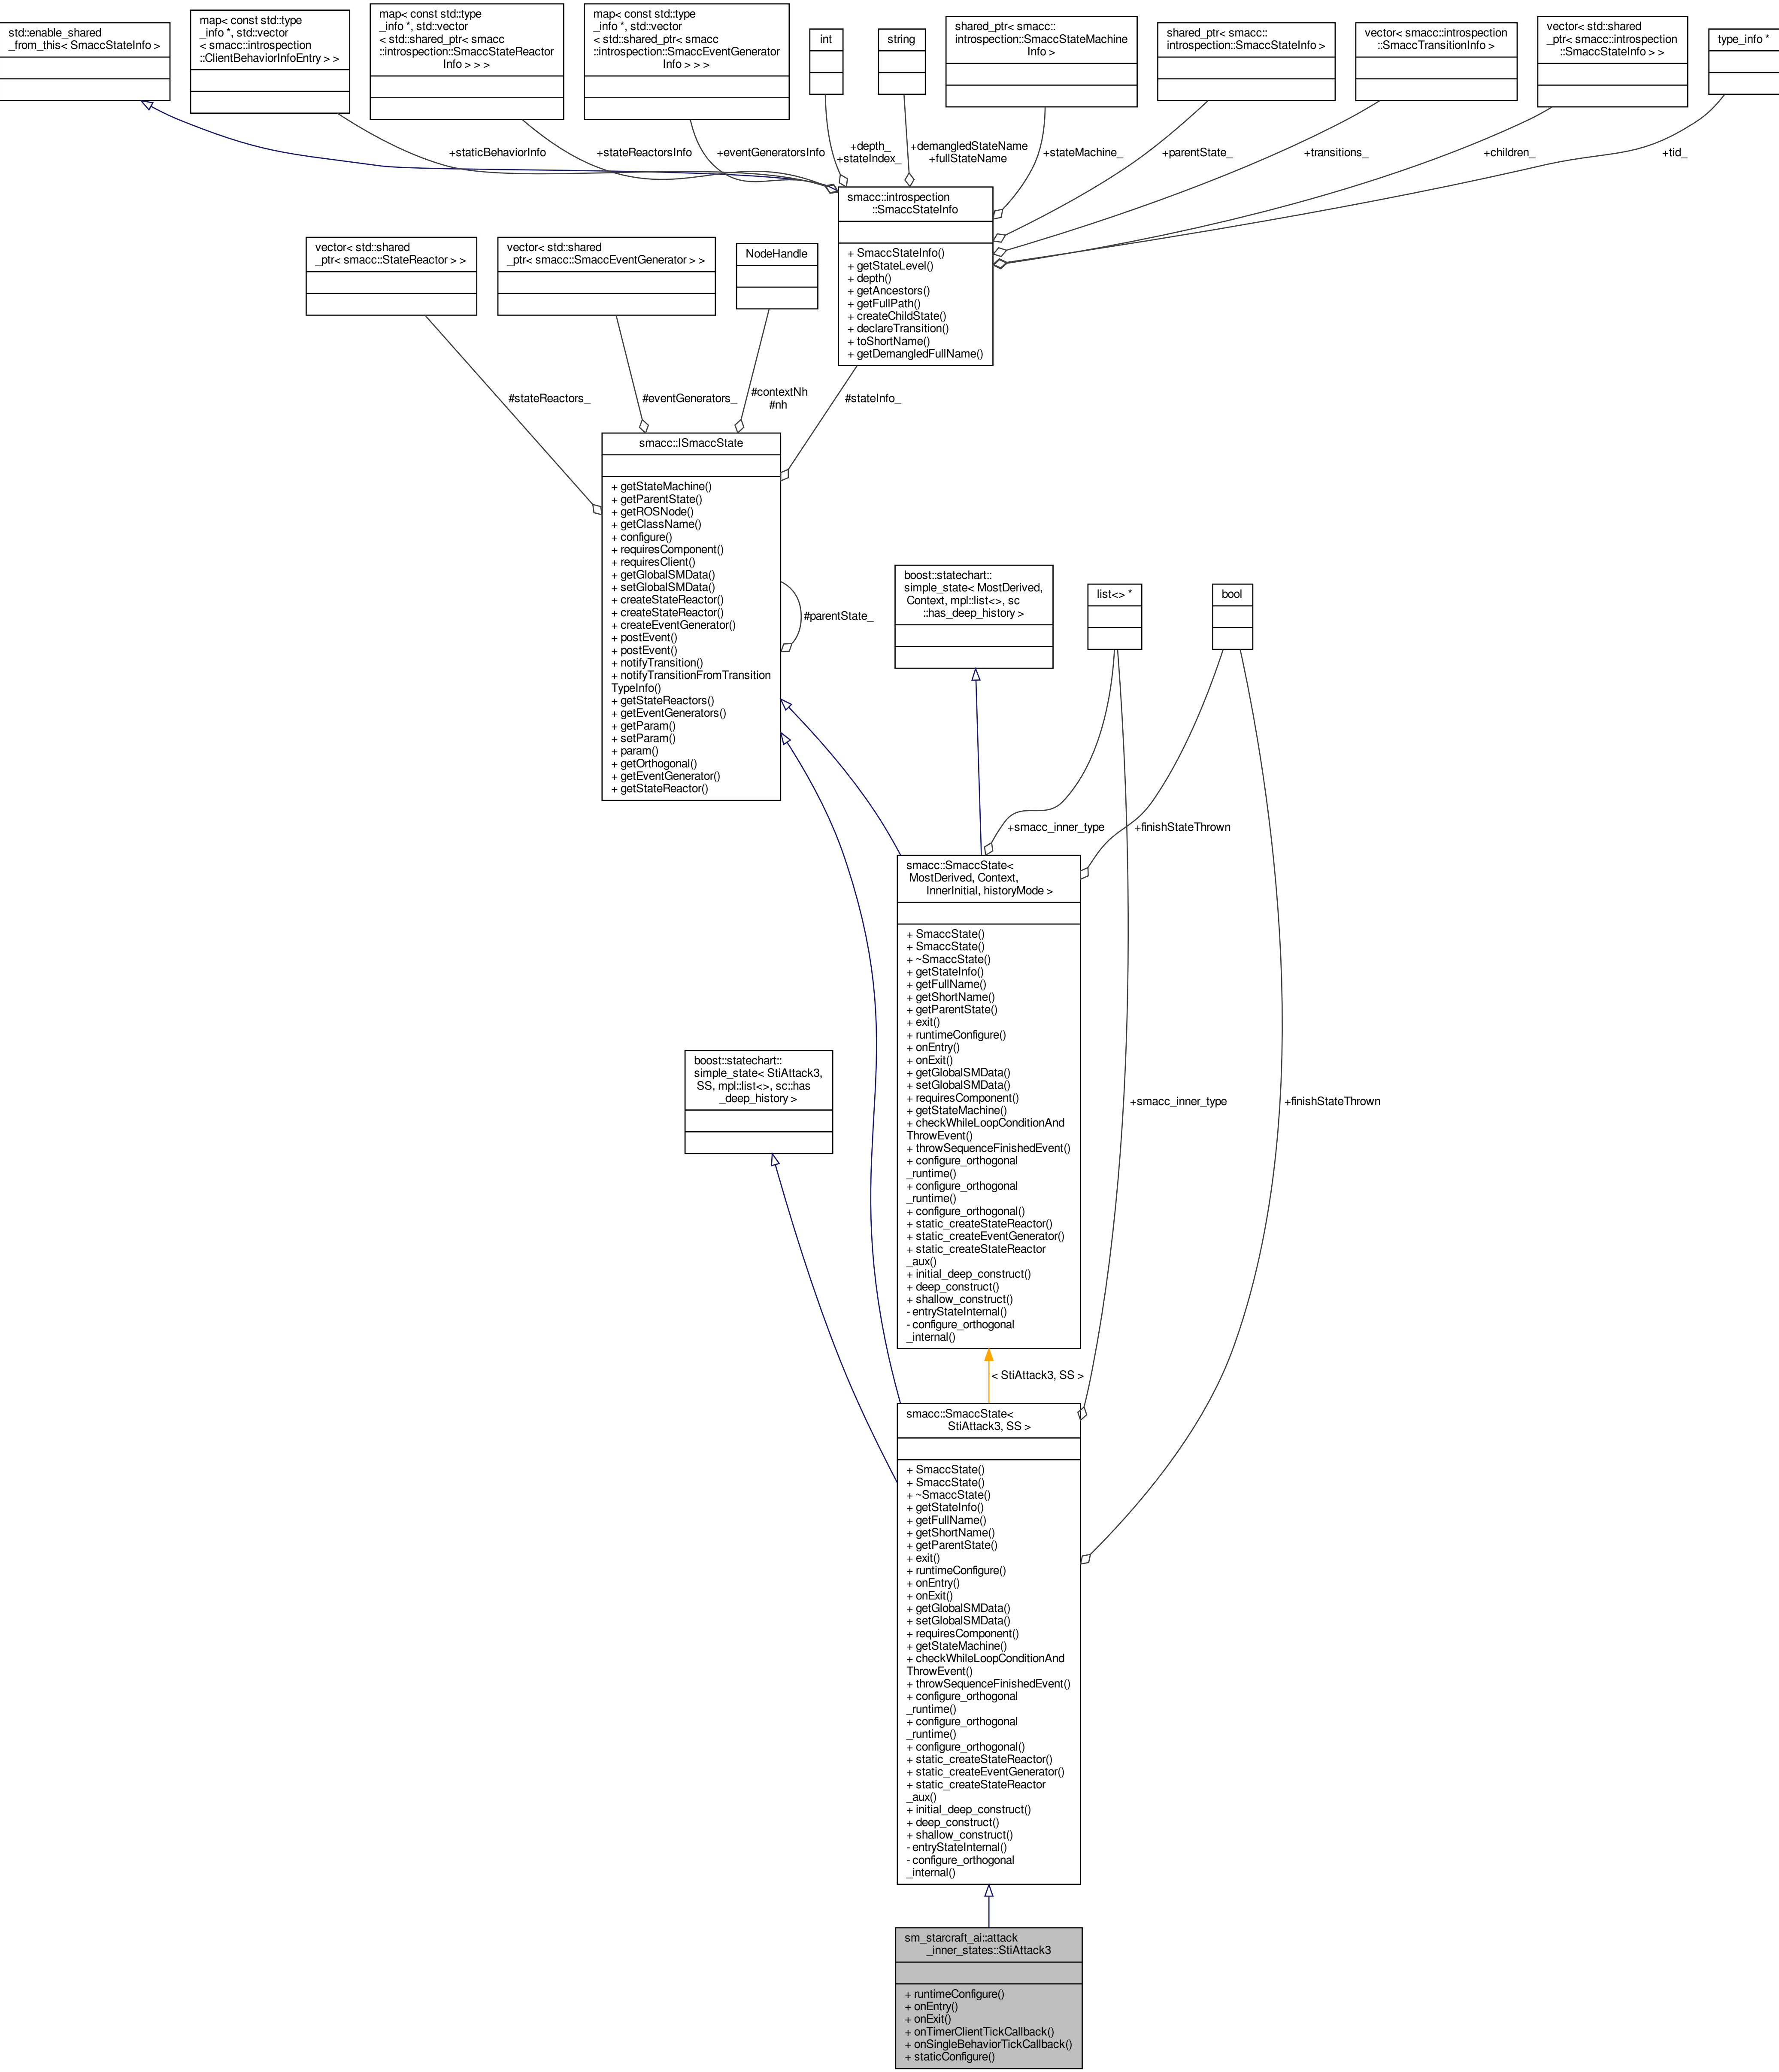 std::enable_shared
_from_this< SmaccStateInfo >
map< const std::type
_info *, std::vector
< smacc::introspection
::ClientBehaviorInfoEntry > >
map< const std::type
_info *, std::vector
< std::shared_ptr< smacc
::introspection::SmaccStateReactor
Info > > >
map< const std::type
_info *, std::vector
< std::shared_ptr< smacc
::introspection::SmaccEventGenerator
Info > > >
int
string
shared_ptr< smacc::
introspection::SmaccStateMachine
Info >
shared_ptr< smacc::
introspection::SmaccStateInfo >
vector< smacc::introspection
::SmaccTransitionInfo >
vector< std::shared
_ptr< smacc::introspection
::SmaccStateInfo > >
type_info *
+staticBehaviorInfo
+stateReactorsInfo
+eventGeneratorsInfo
+depth_
+stateIndex_
+demangledStateName
+fullStateName
+stateMachine_
+parentState_
+transitions_
+children_
+tid_
smacc::introspection
::SmaccStateInfo
+ SmaccStateInfo()
+ getStateLevel()
+ depth()
+ getAncestors()
+ getFullPath()
+ createChildState()
+ declareTransition()
+ toShortName()
+ getDemangledFullName()
vector< std::shared
_ptr< smacc::StateReactor > >
vector< std::shared
_ptr< smacc::SmaccEventGenerator > >
NodeHandle
#stateReactors_
#eventGenerators_
#contextNh
#nh
#stateInfo_
smacc::ISmaccState
+ getStateMachine()
+ getParentState()
+ getROSNode()
+ getClassName()
+ configure()
+ requiresComponent()
+ requiresClient()
+ getGlobalSMData()
+ setGlobalSMData()
+ createStateReactor()
+ createStateReactor()
+ createEventGenerator()
+ postEvent()
+ postEvent()
+ notifyTransition()
+ notifyTransitionFromTransition
TypeInfo()
+ getStateReactors()
+ getEventGenerators()
+ getParam()
+ setParam()
+ param()
+ getOrthogonal()
+ getEventGenerator()
+ getStateReactor()
#parentState_
boost::statechart::
simple_state< MostDerived,
Context, mpl::list<>, sc
::has_deep_history >
list<> *
bool
+smacc_inner_type
+finishStateThrown
smacc::SmaccState<
MostDerived, Context,
InnerInitial, historyMode >
+ SmaccState()
+ SmaccState()
+ ~SmaccState()
+ getStateInfo()
+ getFullName()
+ getShortName()
+ getParentState()
+ exit()
+ runtimeConfigure()
+ onEntry()
+ onExit()
+ getGlobalSMData()
+ setGlobalSMData()
+ requiresComponent()
+ getStateMachine()
+ checkWhileLoopConditionAnd
ThrowEvent()
+ throwSequenceFinishedEvent()
+ configure_orthogonal
_runtime()
+ configure_orthogonal
_runtime()
+ configure_orthogonal()
+ static_createStateReactor()
+ static_createEventGenerator()
+ static_createStateReactor
_aux()
+ initial_deep_construct()
+ deep_construct()
+ shallow_construct()
- entryStateInternal()
- configure_orthogonal
_internal()
boost::statechart::
simple_state< StiAttack3,
SS, mpl::list<>, sc::has
_deep_history >
+smacc_inner_type
+finishStateThrown
< StiAttack3, SS >
smacc::SmaccState<
StiAttack3, SS >
+ SmaccState()
+ SmaccState()
+ ~SmaccState()
+ getStateInfo()
+ getFullName()
+ getShortName()
+ getParentState()
+ exit()
+ runtimeConfigure()
+ onEntry()
+ onExit()
+ getGlobalSMData()
+ setGlobalSMData()
+ requiresComponent()
+ getStateMachine()
+ checkWhileLoopConditionAnd
ThrowEvent()
+ throwSequenceFinishedEvent()
+ configure_orthogonal
_runtime()
+ configure_orthogonal
_runtime()
+ configure_orthogonal()
+ static_createStateReactor()
+ static_createEventGenerator()
+ static_createStateReactor
_aux()
+ initial_deep_construct()
+ deep_construct()
+ shallow_construct()
- entryStateInternal()
- configure_orthogonal
_internal()
sm_starcraft_ai::attack
_inner_states::StiAttack3
+ runtimeConfigure()
+ onEntry()
+ onExit()
+ onTimerClientTickCallback()
+ onSingleBehaviorTickCallback()
+ staticConfigure()